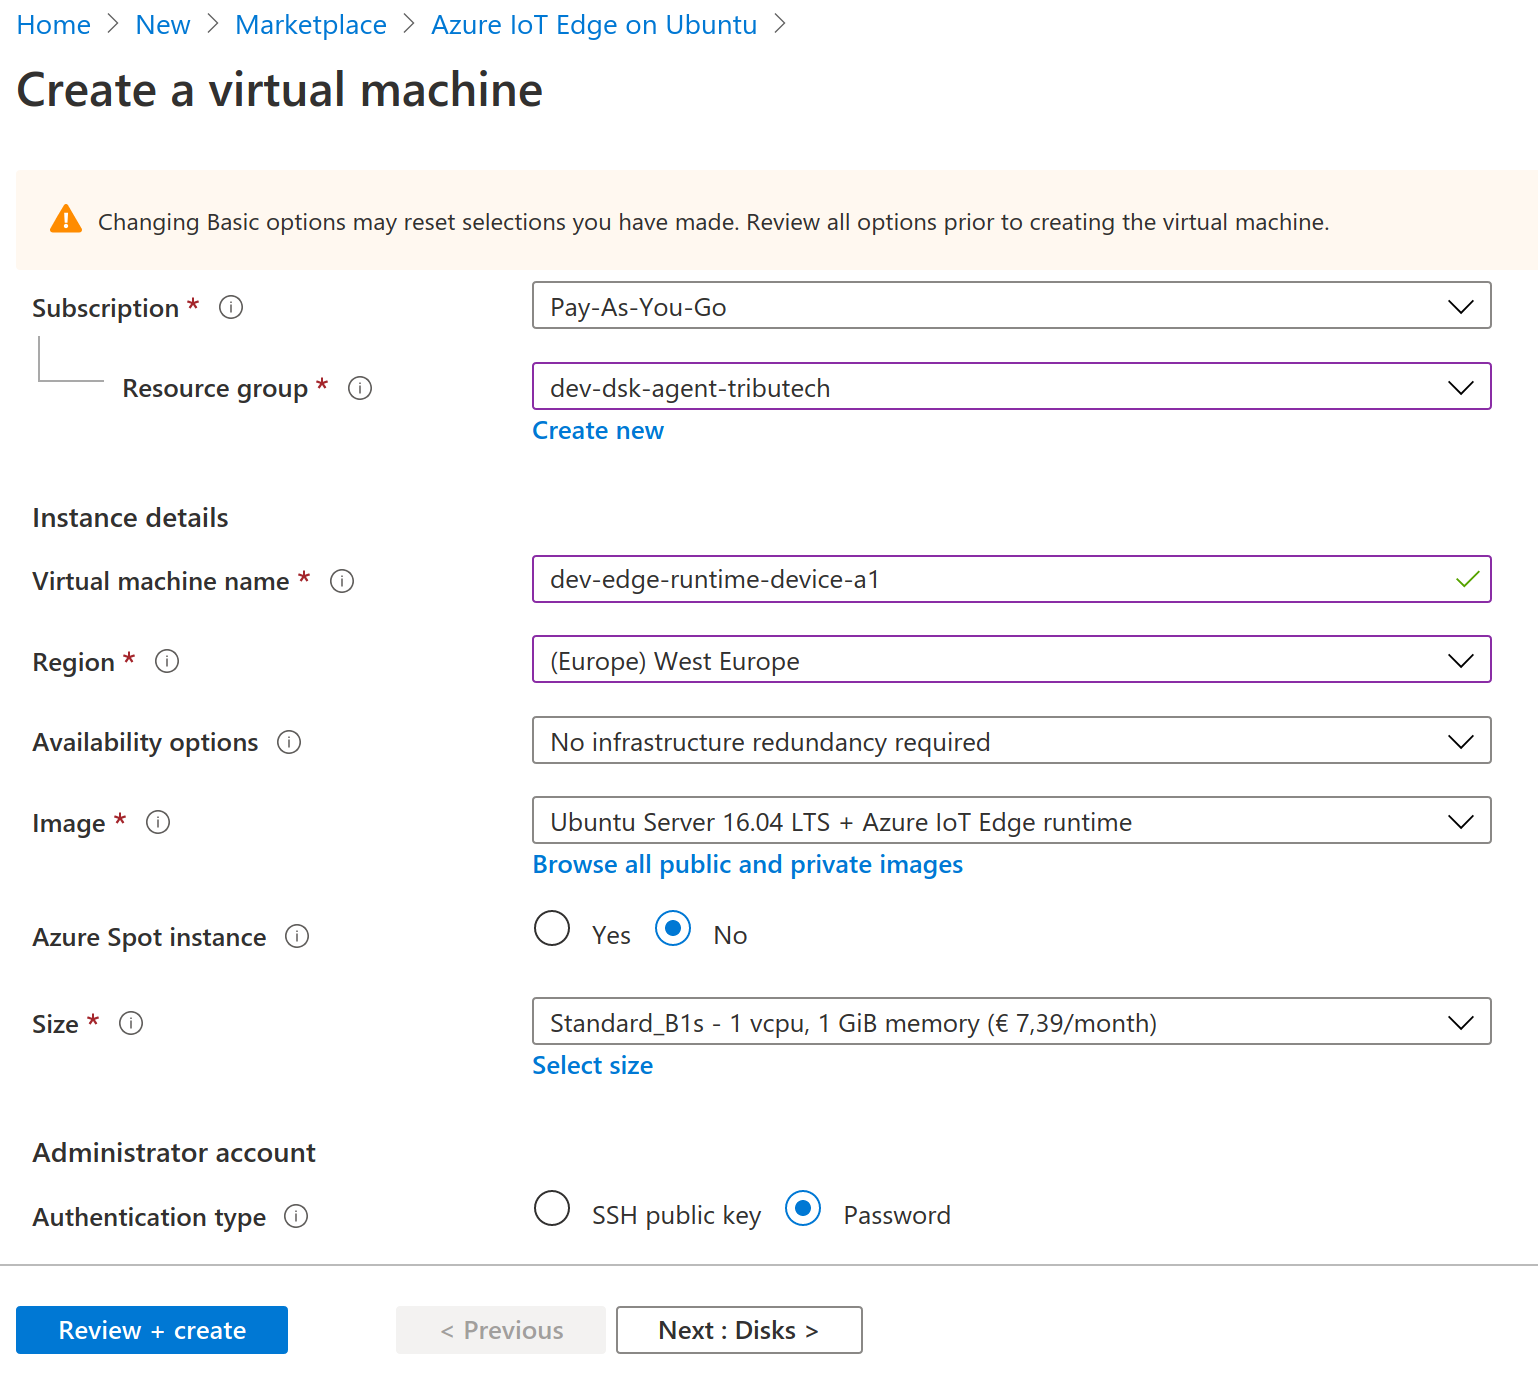 Home > New > Marketplace > Azure IoT Edge on Ubuntu >
Create a virtual machine
Changing Basic options may reset selections you have made. Review all options prior to creating the virtual machine.
Subscription * Pay-As-You-Go
Resource group * dev-dsk-agent-tributech
Create new
Instance details
Virtual machine name * dev-edge-runtime-device-a1
Region * (Europe) West Europe
Availability options No infrastructure redundancy required
Image * Ubuntu Server 16.04 LTS + Azure IoT Edge runtime
Browse all public and private images
Azure Spot instance Yes No
Size * Standard_B1s - 1 vcpu, 1 GiB memory (€ 7,39/month)
Select size
Administrator account
Authentication type SSH public key Password
Review + create < Previous Next : Disks >